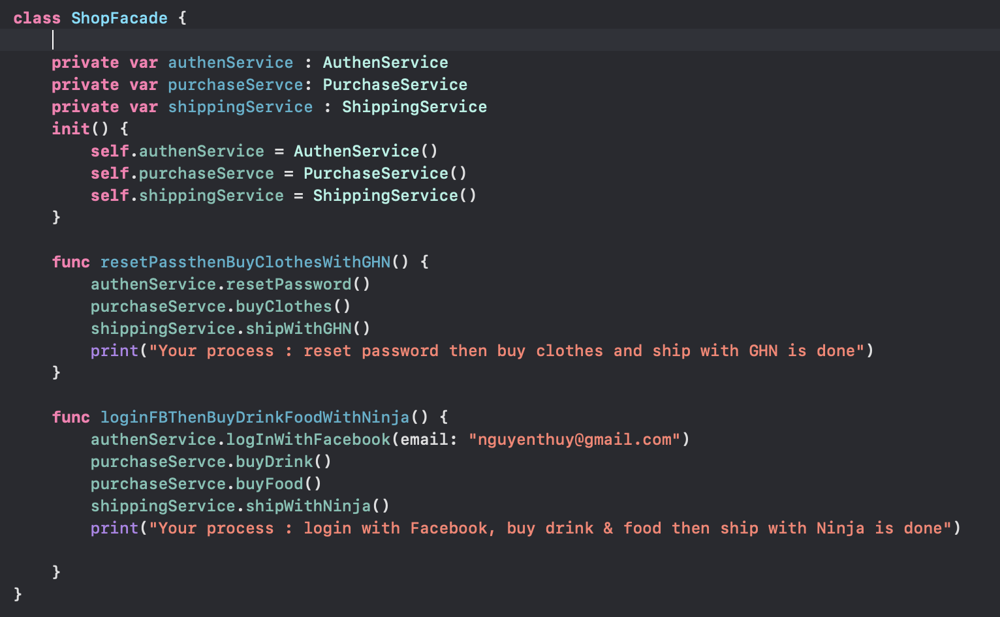 class ShopFacade {
private var authenService : AuthenService
private var purchaseServce: PurchaseService
private var shippingService : ShippingService
init() {
self.authenService = AuthenService()
self.purchaseServce = PurchaseService()
self.shippingService = ShippingService()
}
func resetPassthenBuyClothesWithGHN() {
authenService.resetPassword()
purchaseServce.buyClothes()
shippingService.shipWithGHN()
print("Your process : reset password then buy clothes and ship with GHN is done")
}
func loginFBThenBuyDrinkFoodWithNinja() {
authenService.logInWithFacebook(email: "nguyenthuy@gmail.com")
purchaseServce.buyDrink()
purchaseServce.buyFood()
shippingService.shipWithNinja()
print("Your process : login with Facebook, buy drink & food then ship with Ninja is done")
}
}